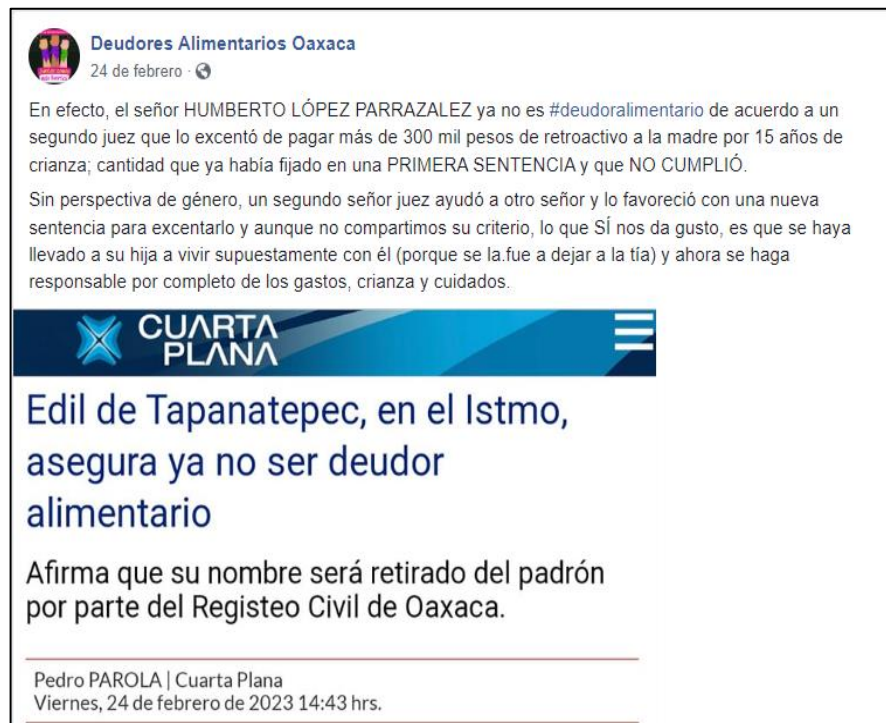 Deudores Alimentarios Oaxaca
24 de febrero ·
En efecto, el señor HUMBERTO LÓPEZ PARRAZALEZ ya no es #deudoralimentario de acuerdo a un
segundo juez que lo excentó de pagar más de 300 mil pesos de retroactivo a la madre por 15 años de
crianza; cantidad que ya había fijado en una PRIMERA SENTENCIA y que NO CUMPLIÓ.
Sin perspectiva de género, un segundo señor juez ayudó a otro señor y lo favoreció con una nueva
sentencia para excentarlo y aunque no compartimos su criterio, lo que SÍ nos da gusto, es que se haya
llevado a su hija a vivir supuestamente con él (porque se la.fue a dejar a la tía) y ahora se haga
responsable por completo de los gastos, crianza y cuidados.
CUARTA
PLANA
Edil de Tapanatepec, en el Istmo,
asegura ya no ser deudor
alimentario
Afirma que su nombre será retirado del padrón
por parte del Registeo Civil de Oaxaca.
Pedro PAROLA | Cuarta Plana
Viernes, 24 de febrero de 2023 14:43 hrs.